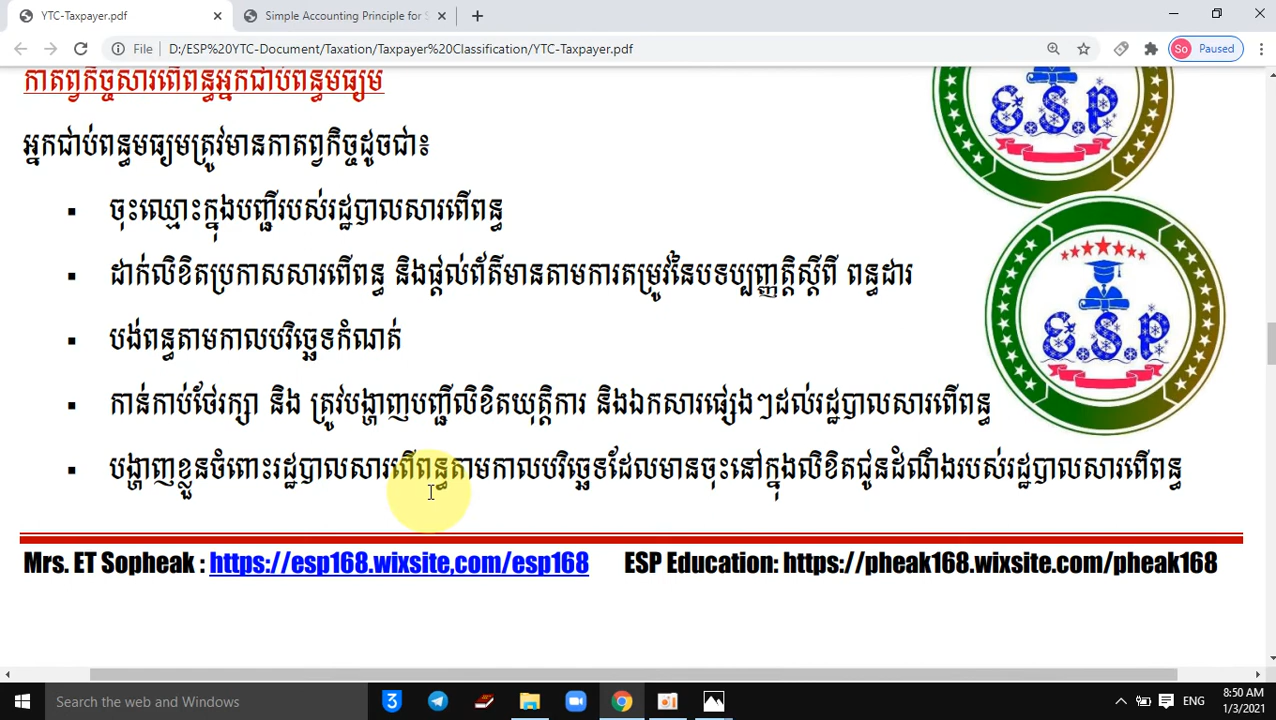 YTC-Taxpayer.pdf
Simple Accounting Principle for S
File
D:/ESP%20YTC-Document/Taxation/Taxpayer%20Classification/YTC-Taxpayer.pdf
So Paused
កាតព្វកិច្ចសារពើពន្ធអ្នកជាប់ពន្ធមធ្យម
អ្នកជាប់ពន្ធមធ្យមត្រូវមានកាតព្វកិច្ចដូចជា៖
▪ ចុះឈ្មោះក្នុងបញ្ជីរបស់រដ្ឋបាលសារពើពន្ធ
▪ ដាក់លិខិតប្រកាសសារពើពន្ធ និងផ្តល់ព័ត៌មានតាមការតម្រូវនៃបទប្បញ្ញត្តិស្តីពី ពន្ធដារ
▪ បង់ពន្ធតាមកាលបរិច្ឆេទកំណត់
▪ កាន់កាប់ថែរក្សា និង ត្រូវបង្ហាញបញ្ជីលិខិតយុត្តិការ និងឯកសារផ្សេងៗដល់រដ្ឋបាលសារពើពន្ធ
▪ បង្ហាញខ្លួនចំពោះរដ្ឋបាលសារពើពន្ធតាមកាលបរិច្ឆេទដែលមានចុះនៅក្នុងលិខិតជូនដំណឹងរបស់រដ្ឋបាលសារពើពន្ធ
E.S.P
E.S.P
Mrs. ET Sopheak : https://esp168.wixsite,com/esp168 ESP Education: https://pheak168.wixsite.com/pheak168
Search the web and Windows
ENG
8:50 AM
1/3/2021